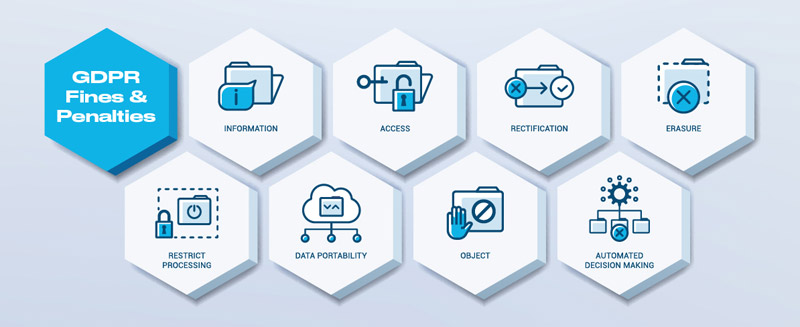 GDPR
Fines &
Penalties
INFORMATION
ACCESS
RECTIFICATION
ERASURE
RESTRICT
PROCESSING
DATA PORTABILITY
OBJECT
AUTOMATED
DECISION MAKING